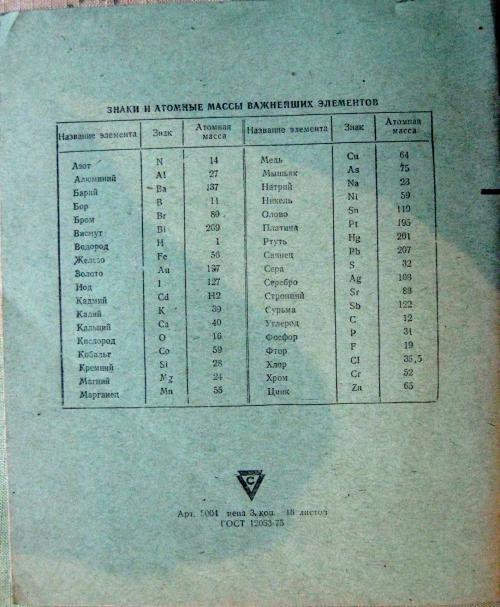 ЗНАКИ И АТОМНЫЕ МАССЫ ВАЖНЕЙШИХ ЭЛЕМЕНТОВ
Название элемента Знак Атомная масса Название элемента Знак Атомная масса
Азот N 14 Медь Cu 64
Алюминий Al 27 Мышьяк As 75
Барий Ba 137 Натрий Na 23
Бор B 11 Никель Ni 59
Бром Br 80 Олово Sn 119
Висмут Bi 209 Платина Pt 195
Водород H 1 Ртуть Hg 201
Железо Fe 56 Свинец Pb 207
Золото Au 197 Сера S 32
Иод I 127 Серебро Ag 108
Кадмий Cd 112 Стронций Sr 88
Калий K 39 Сурьма Sb 122
Кальций Ca 40 Углерод C 12
Кислород O 16 Фосфор P 31
Кобальт Co 59 Фтор F 19
Кремний Si 28 Хлор Cl 35,5
Магний Mg 24 Хром Cr 52
Марганец Mn 55 Цинк Zn 65
С
Арт. 5004 цена 3 коп. 18 листов
ГОСТ 12063-75